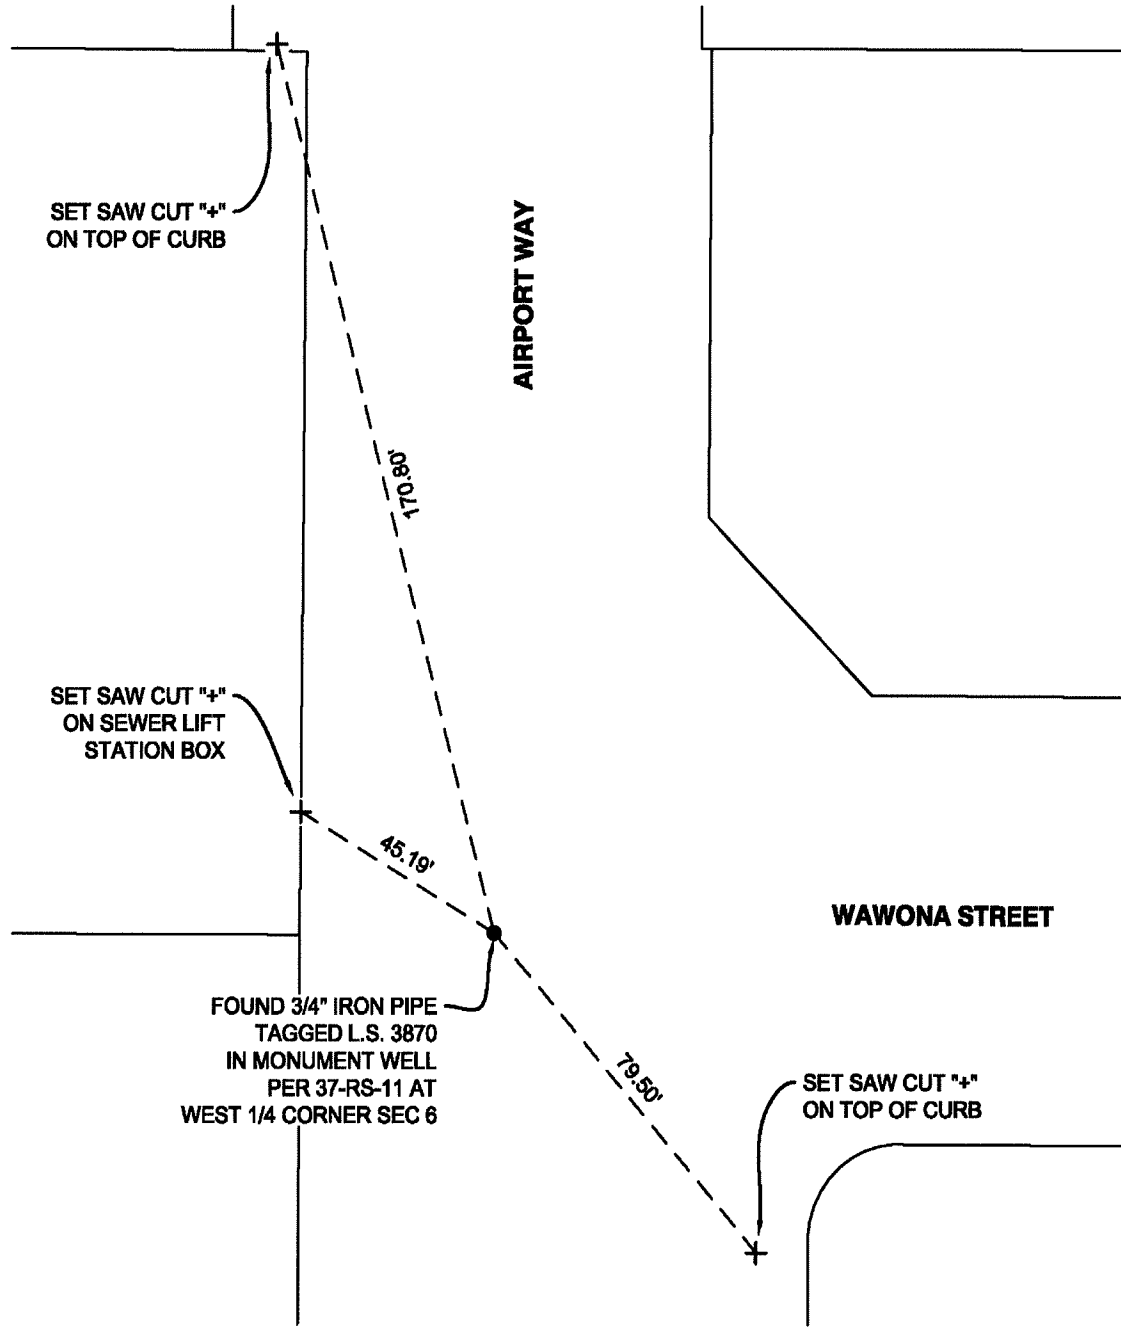 SET SAW CUT "+"
ON TOP OF CURB
AIRPORT WAY
170.80'
SET SAW CUT "+"
ON SEWER LIFT
STATION BOX
45.19'
WAWONA STREET
FOUND 3/4" IRON PIPE
TAGGED L.S. 3870
IN MONUMENT WELL
PER 37-RS-11 AT
WEST 1/4 CORNER SEC 6
79.50'
SET SAW CUT "+"
ON TOP OF CURB